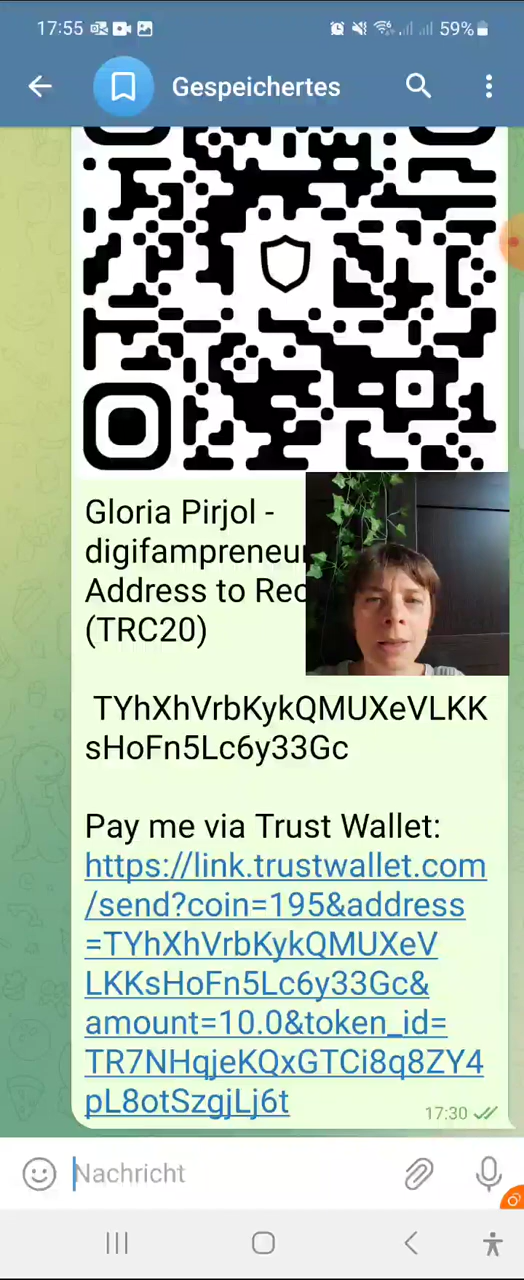 17:55
59%
Gespeichertes
Gloria Pirjol -
digifampreneur
Address to Rec
(TRC20)
TYhXhVrbKykQMUXeVLKK
sHoFn5Lc6y33Gc
Pay me via Trust Wallet:
https://link.trustwallet.com
/send?coin=195&address
=TYhXhVrbKykQMUXeV
LKKsHoFn5Lc6y33Gc&
amount=10.0&token_id=
TR7NHqjeKQxGTCi8q8ZY4
pL8otSzgjLj6t
17:30
Nachricht